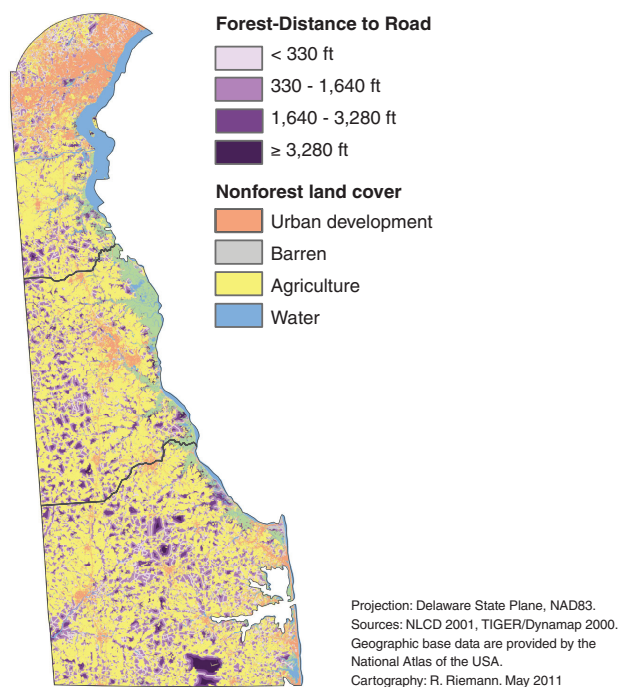 Forest-Distance to Road
< 330 ft
330 - 1,640 ft
1,640 - 3,280 ft
≥ 3,280 ft
Nonforest land cover
Urban development
Barren
Agriculture
Water
Projection: Delaware State Plane, NAD83.
Sources: NLCD 2001, TIGER/Dynamap 2000.
Geographic base data are provided by the
National Atlas of the USA.
Cartography: R. Riemann. May 2011